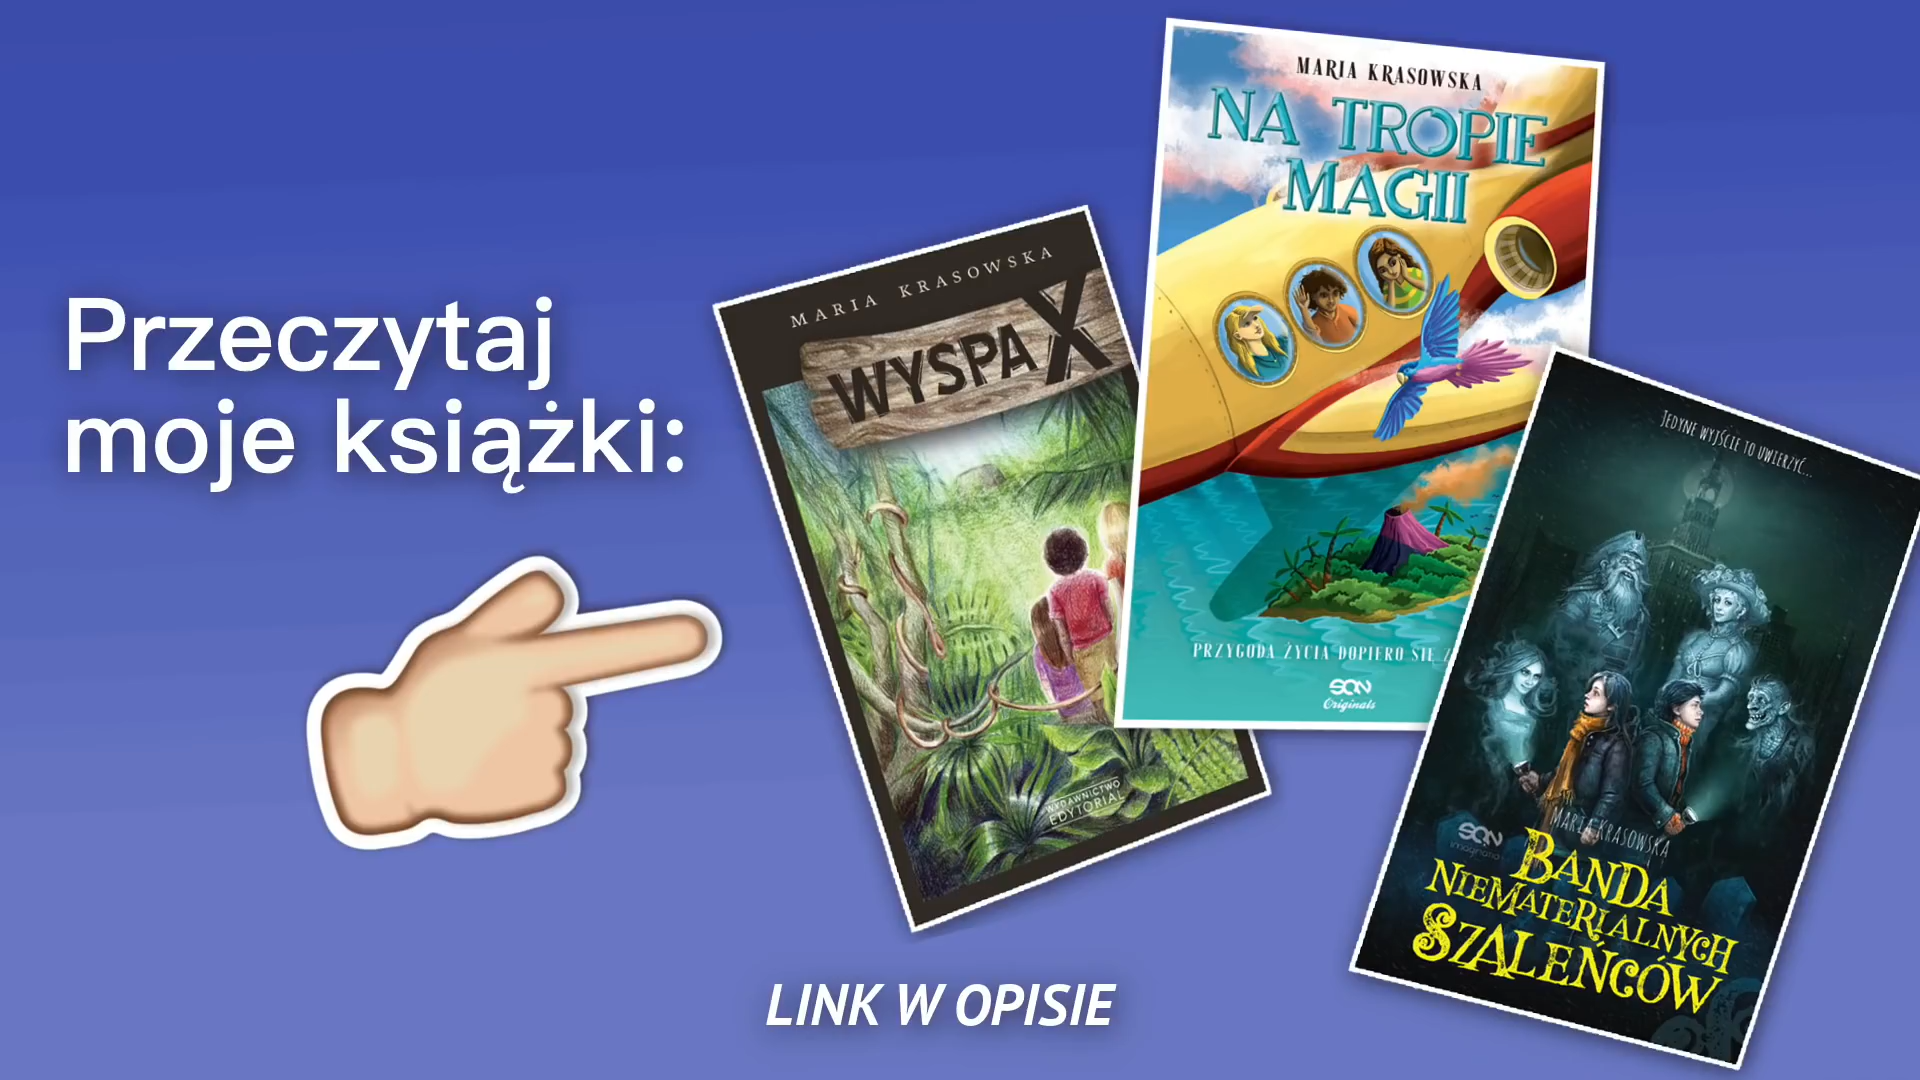 Przeczytaj
moje książki:
MARIA KRASOWSKA
WYSPA X
WYDAWNICTWO
EDYTORIAL
MARIA KRASOWSKA
NA TROPIE
MAGII
PRZYGODA ŻYCIA DOPIERO SIĘ
SQN
Originals
JEDYNE WYJŚCIE TO UWIERZYĆ...
SQN
imaginatio
MARIA KRASOWSKA
BANDA
NIEMATERIALNYCH
SZALEŃCÓW
LINK W OPISIE